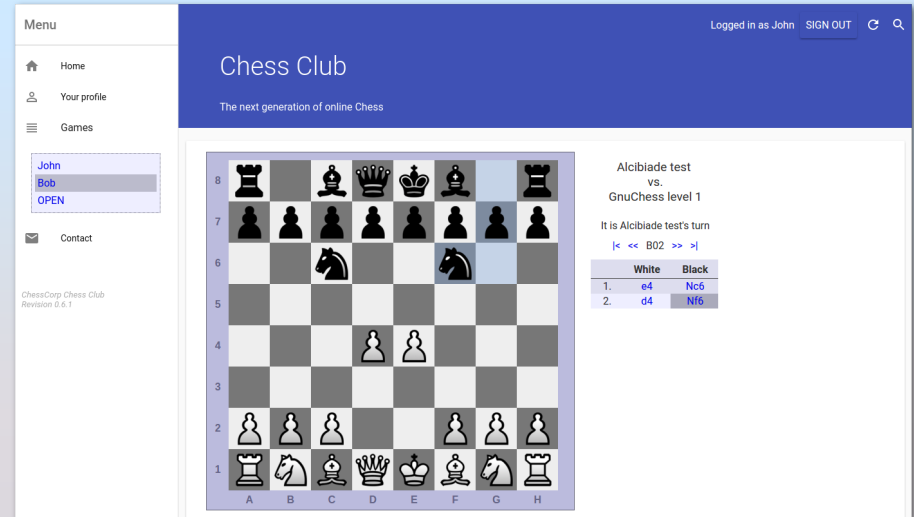 Menu
Logged in as John SIGN OUT
Home
Your profile
Games
John
Bob
OPEN
Contact
ChessCorp Chess Club
Revision 0.6.1
Chess Club
The next generation of online Chess
8
7
6
5
4
3
2
1
A B C D E F G H
Alcibiade test
vs.
GnuChess level 1
It is Alcibiade test's turn
|< << B02 >> >|
White Black
1. e4 Nc6
2. d4 Nf6